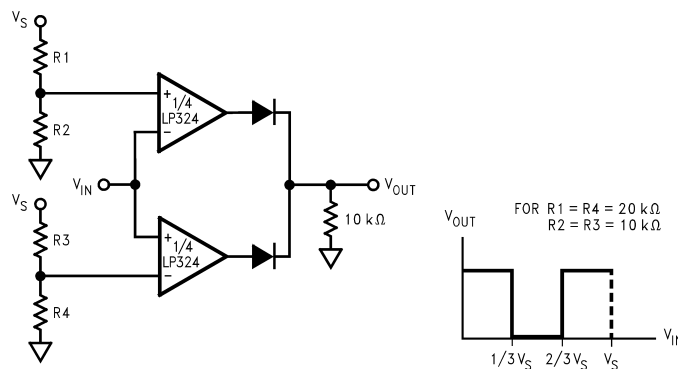 V_S
R1
+
1/4
LP324
−
R2
V_IN
V_OUT
V_S
10 kΩ
R3
+
1/4
LP324
−
R4
FOR R1 = R4 = 20 kΩ
R2 = R3 = 10 kΩ
V_OUT
V_IN
1/3 V_S
2/3 V_S
V_S